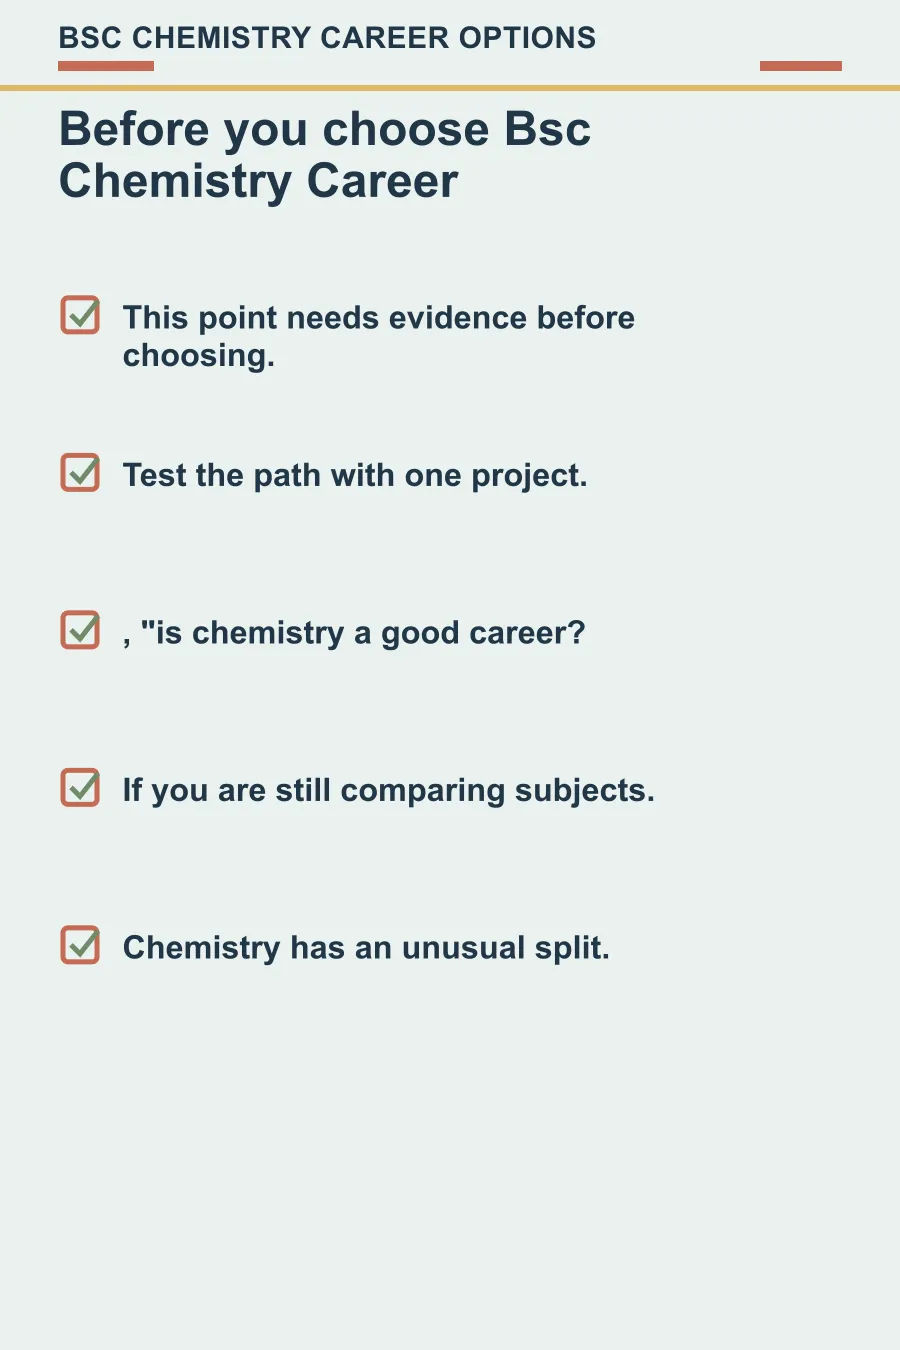 BSC CHEMISTRY CAREER OPTIONS
Before you choose Bsc
Chemistry Career
This point needs evidence before
choosing.
Test the path with one project.
, "is chemistry a good career?
If you are still comparing subjects.
Chemistry has an unusual split.